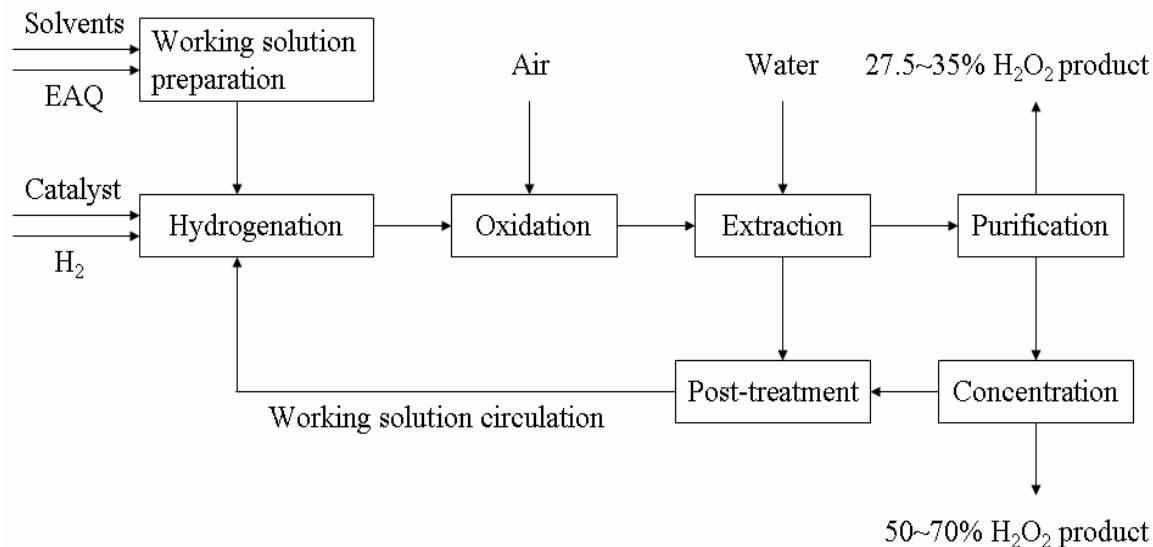 Solvents
Working solution
preparation
EAQ
Air
Water
27.5~35% H₂O₂ product
Catalyst
H₂
Hydrogenation
Oxidation
Extraction
Purification
Working solution circulation
Post-treatment
Concentration
50~70% H₂O₂ product